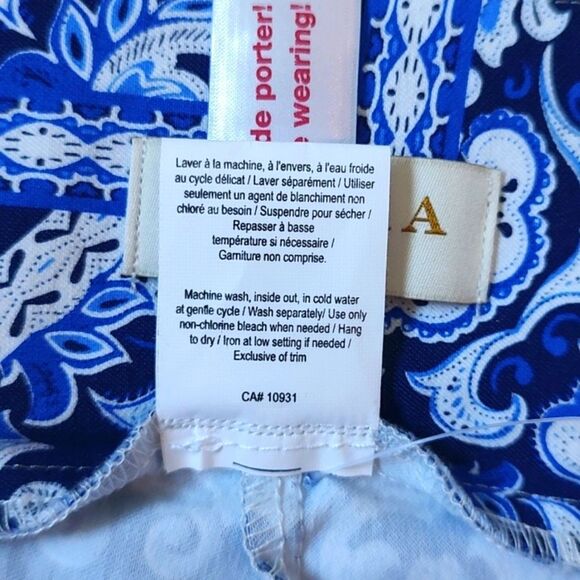 de porter!
e wearing!
A
Laver à la machine, à l'envers, à l'eau froide
au cycle délicat / Laver séparément / Utiliser
seulement un agent de blanchiment non
chloré au besoin / Suspendre pour sécher /
Repasser à basse
température si nécessaire /
Garniture non comprise.
Machine wash, inside out, in cold water
at gentle cycle / Wash separately/ Use only
non-chlorine bleach when needed / Hang
to dry / Iron at low setting if needed /
Exclusive of trim
CA# 10931